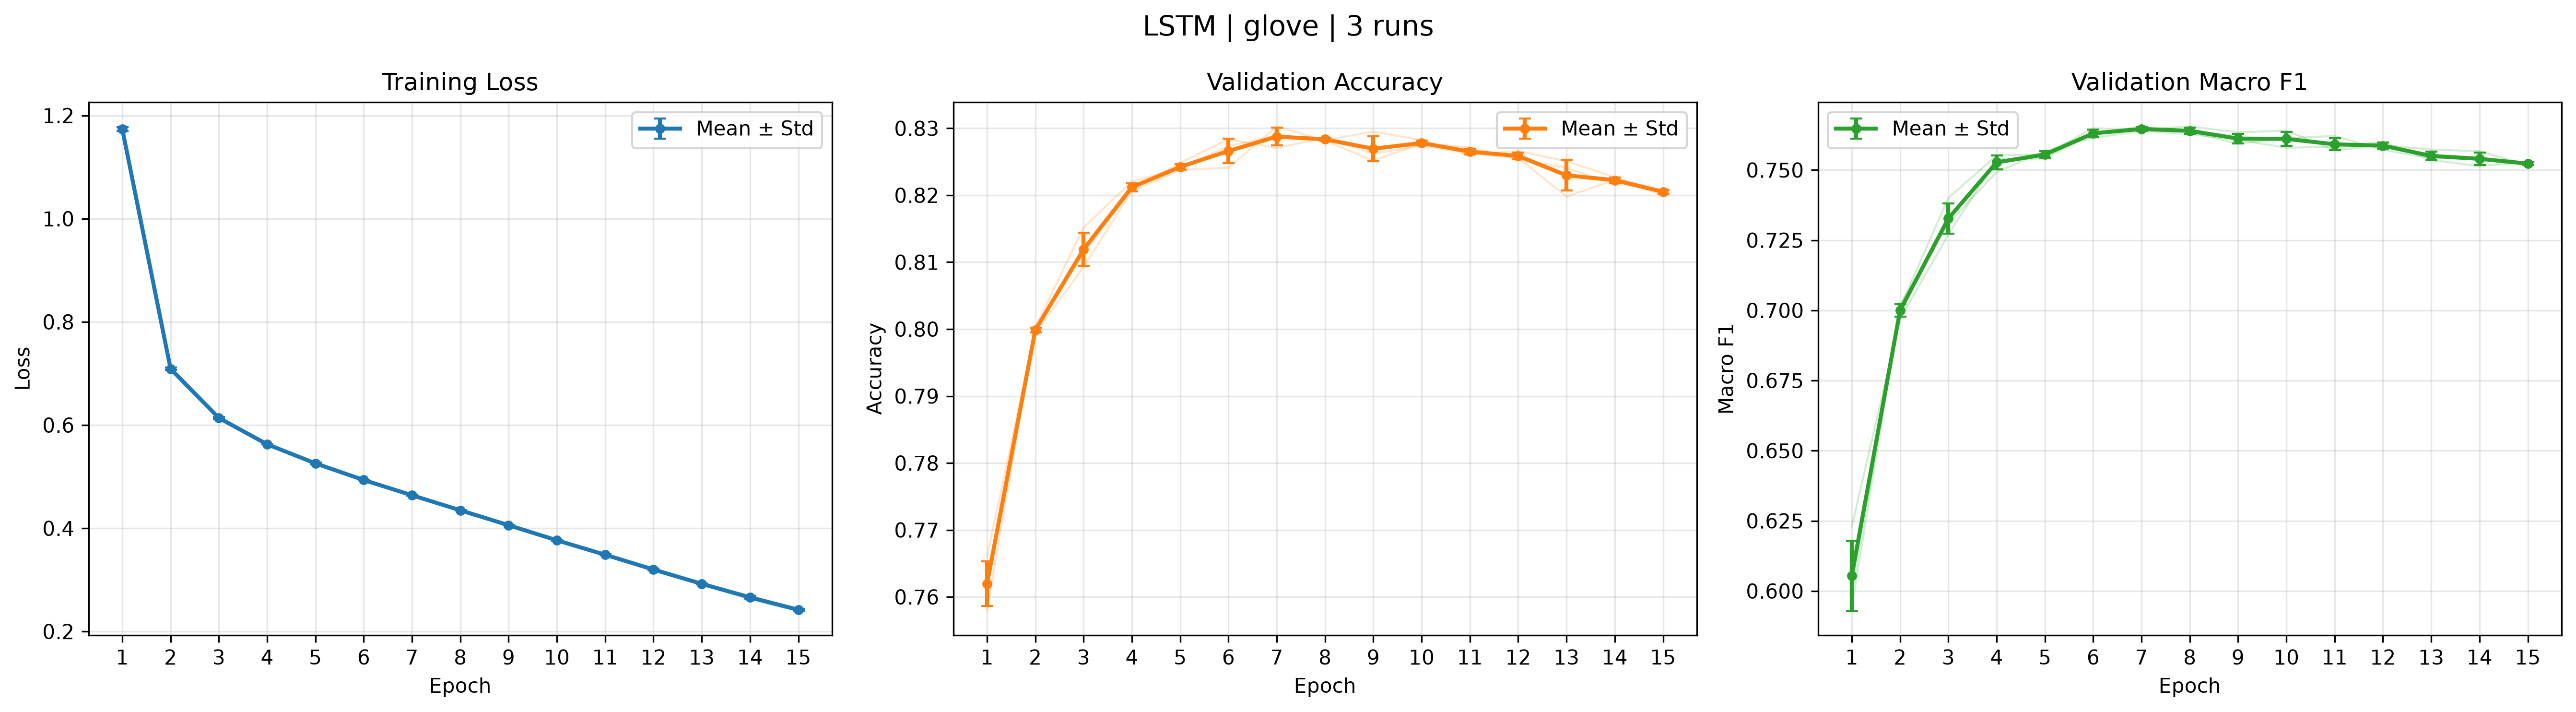 LSTM | glove | 3 runs
Training Loss
Mean ± Std
1.2
1.0
0.8
0.6
0.4
0.2
Loss
1 2 3 4 5 6 7 8 9 10 11 12 13 14 15
Epoch
Validation Accuracy
Mean ± Std
0.83
0.82
0.81
0.80
0.79
0.78
0.77
0.76
Accuracy
1 2 3 4 5 6 7 8 9 10 11 12 13 14 15
Epoch
Validation Macro F1
Mean ± Std
0.750
0.725
0.700
0.675
0.650
0.625
0.600
Macro F1
1 2 3 4 5 6 7 8 9 10 11 12 13 14 15
Epoch